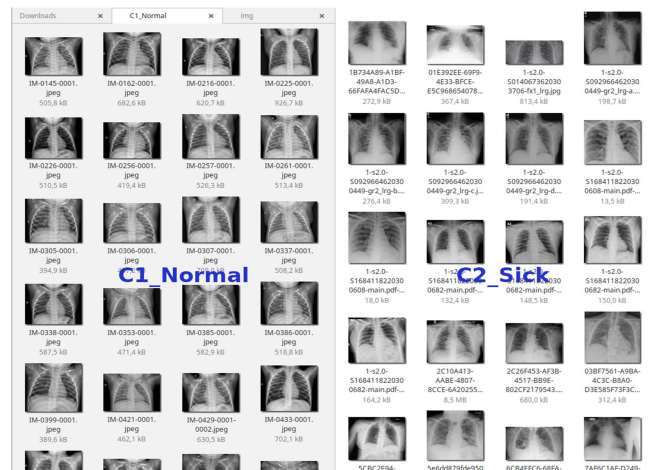 Downloads × C1_Normal × img ×
IM-0145-0001. IM-0162-0001. IM-0216-0001. IM-0225-0001.
jpeg jpeg jpeg jpeg
505,8 kB 682,6 kB 620,7 kB 926,7 kB
IM-0226-0001. IM-0256-0001. IM-0257-0001. IM-0261-0001.
jpeg jpeg jpeg jpeg
510,5 kB 419,4 kB 526,3 kB 513,4 kB
IM-0305-0001. IM-0306-0001. IM-0307-0001. IM-0337-0001.
jpeg jpeg jpeg jpeg
394,9 kB 508,2 kB
C1_Normal
IM-0338-0001. IM-0353-0001. IM-0385-0001. IM-0386-0001.
jpeg jpeg jpeg jpeg
587,5 kB 471,4 kB 582,9 kB 518,8 kB
IM-0399-0001. IM-0421-0001. IM-0429-0001- IM-0433-0001.
jpeg jpeg 0002.jpeg jpeg
389,6 kB 462,1 kB 630,5 kB 702,1 kB
1B734A89-A1BF- 01E392EE-69F9- 1-s2.0- 1-s2.0-
49A8-A1D3- 4E33-BFCE- S014067362030 S092966462030
66FAFA4FAC5D... E5C968654078... 3706-fx1_lrg.jpg 0449-gr2_lrg-a....
272,9 kB 367,4 kB 813,4 kB 198,7 kB
1-s2.0- 1-s2.0- 1-s2.0- 1-s2.0-
S092966462030 S092966462030 S092966462030 S168411822030
0449-gr2_lrg-b... 0449-gr2_lrg-c.j... 0449-gr2_lrg-d.... 0608-main.pdf-...
276,4 kB 309,3 kB 191,4 kB 13,5 kB
1-s2.0- 1-s2.0- 1-s2.0-
C2_Sick
S168411822030 S168411822030
0608-main.pdf-... 0682-main.pdf-... 0682-main.pdf-... 0682-main.pdf-...
18,0 kB 132,4 kB 148,5 kB 150,0 kB
1-s2.0- 2C10A413- 2C26F453-AF3B- 03BF7561-A9BA-
S168411822030 AABE-4807- 4517-BB9E- 4C3C-B8A0-
0682-main.pdf-... 8CCE-6A20255... 802CF2179543.... D3E585F73F3C...
164,2 kB 8,5 MB 680,0 kB 312,4 kB